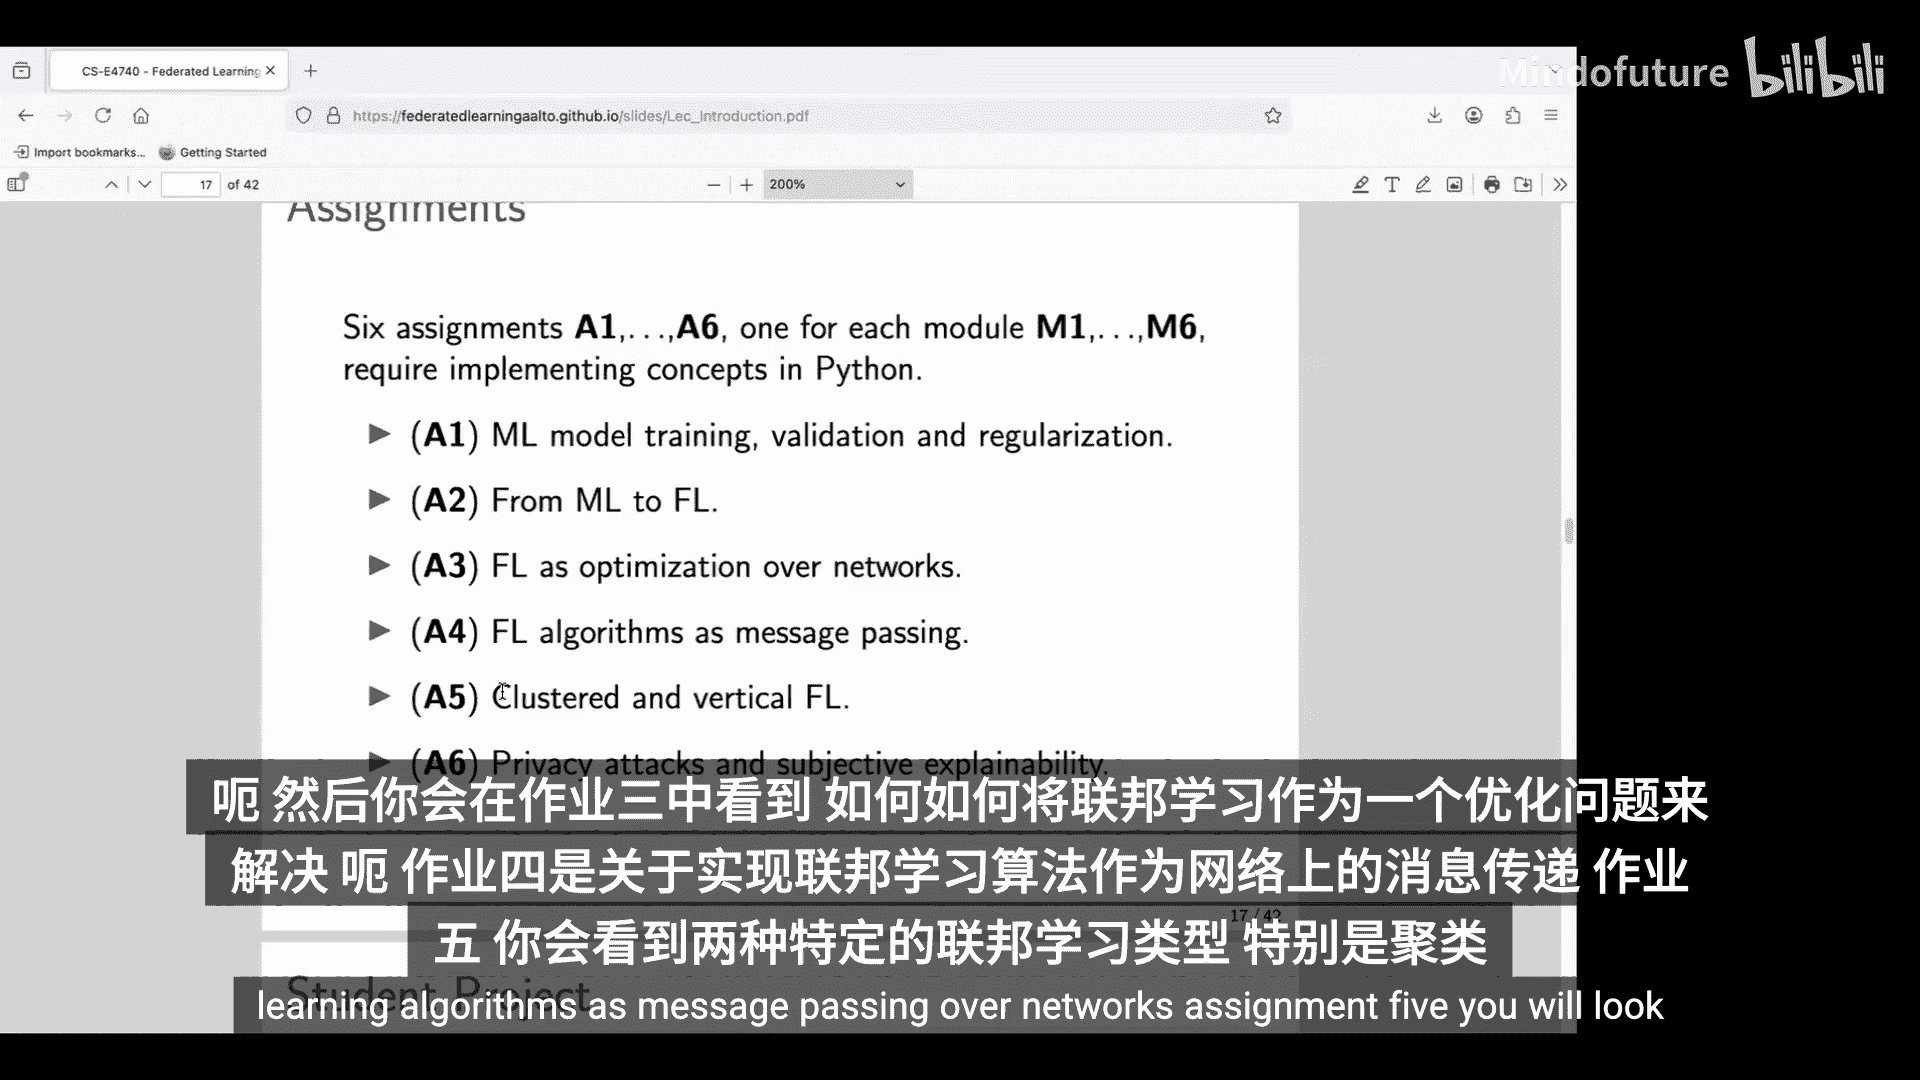 Mindofuture bilibili
CS-E4740 - Federated Learning
https://federatedlearningaalto.github.io/slides/Lec_Introduction.pdf
Import bookmarks... Getting Started
17 of 42
200%
Assignments
Six assignments A1,...,A6, one for each module M1,...,M6,
require implementing concepts in Python.
(A1) ML model training, validation and regularization.
(A2) From ML to FL.
(A3) FL as optimization over networks.
(A4) FL algorithms as message passing.
(A5) Clustered and vertical FL.
(A6) Privacy attacks and subjective explainability.
呃 然后你会在作业三中看到 如何如何将联邦学习作为一个优化问题来
解决 呃 作业四是关于实现联邦学习算法作为网络上的消息传递 作业
17 / 42
五 你会看到两种特定的联邦学习类型 特别是聚类
Student Project
learning algorithms as message passing over networks assignment five you will look